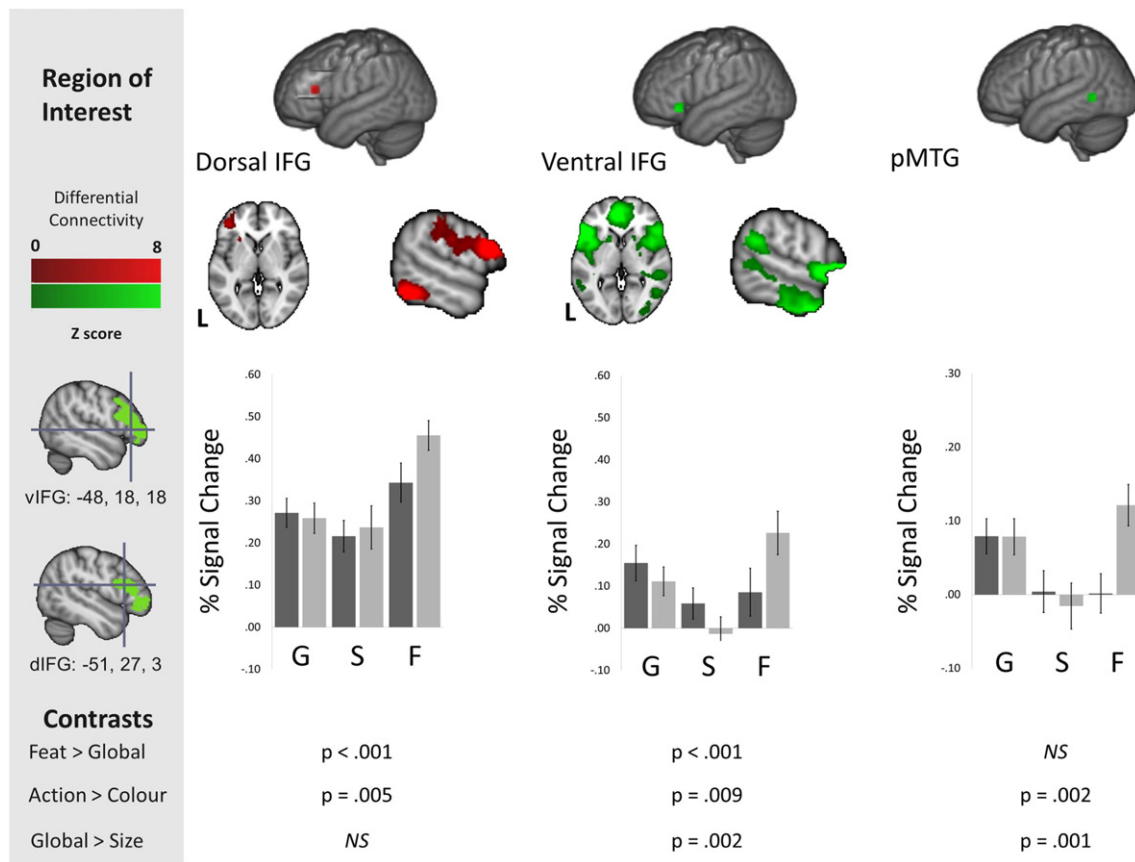 Region of
Interest
Differential
Connectivity
0 8
Z score
vIFG: -48, 18, 18
dIFG: -51, 27, 3
Contrasts
Feat > Global
Action > Colour
Global > Size
Dorsal IFG
L
% Signal Change
.60
.50
.40
.30
.20
.10
.00
-.10
G S F
p < .001
p = .005
NS
Ventral IFG
L
% Signal Change
.60
.50
.40
.30
.20
.10
.00
-.10
G S F
p < .001
p = .009
p = .002
pMTG
% Signal Change
.30
.20
.10
.00
-.10
G S F
NS
p = .002
p = .001